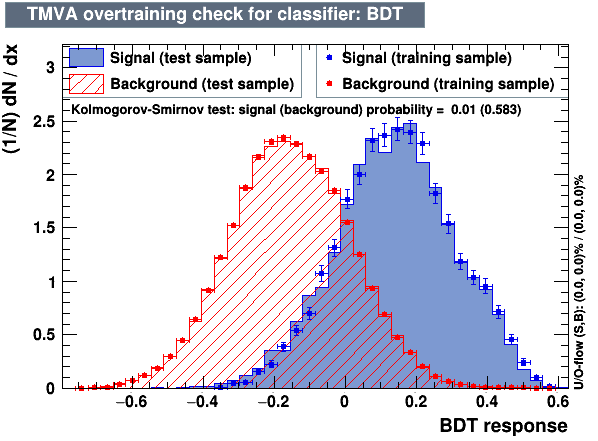 TMVA overtraining check for classifier: BDT
(1/N) dN / dx
Signal (test sample)
Background (test sample)
Signal (training sample)
Background (training sample)
Kolmogorov-Smirnov test: signal (background) probability = 0.01 (0.583)
3
2.5
2
1.5
1
0.5
0
−0.6 −0.4 −0.2 0 0.2 0.4 0.6
BDT response
U/O-flow (S,B): (0.0, 0.0)% / (0.0, 0.0)%